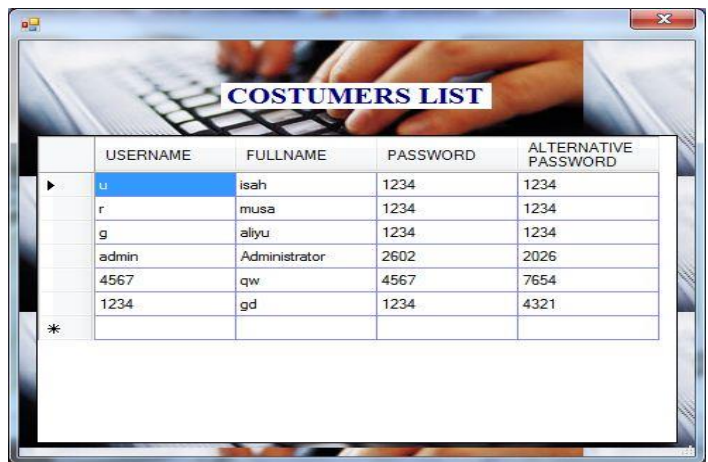 COSTUMERS LIST
USERNAME FULLNAME PASSWORD ALTERNATIVE PASSWORD
u isah 1234 1234
r musa 1234 1234
g aliyu 1234 1234
admin Administrator 2602 2026
4567 qw 4567 7654
1234 gd 1234 4321